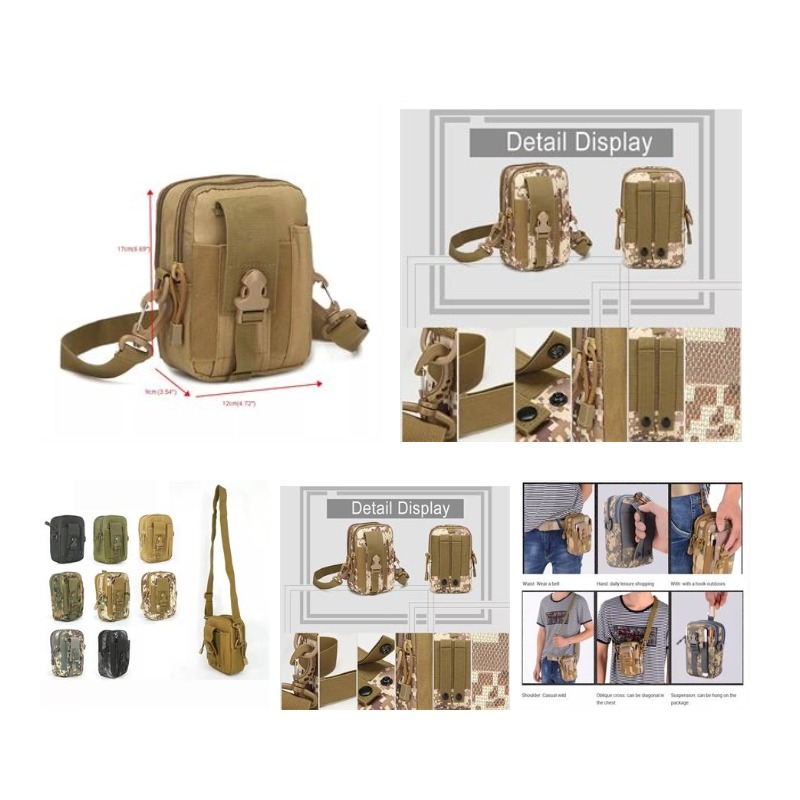 Detail Display
17cm(6.69")
9cm (3.54")
12cm(4.72")
Detail Display
Waist: Wear a belt
Hand: daily leisure shopping
With: with a hook outdoors
Shoulder: Casual wild
Oblique cross: can be diagonal in
the chest
Suspension: can be hung on the
package